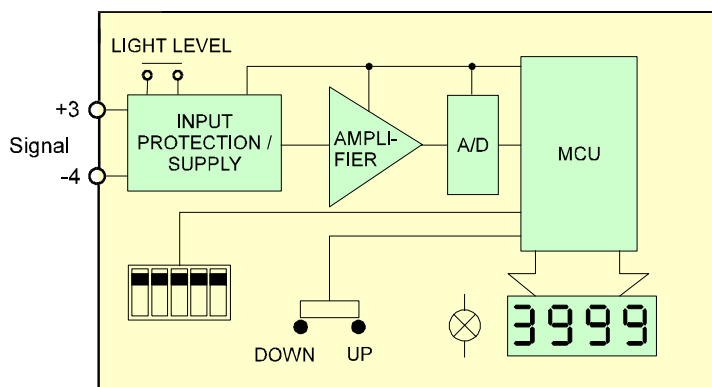 LIGHT LEVEL
+3
Signal
-4
INPUT
PROTECTION /
SUPPLY
AMPLI-
FIER
A/D
MCU
DOWN
UP
3999